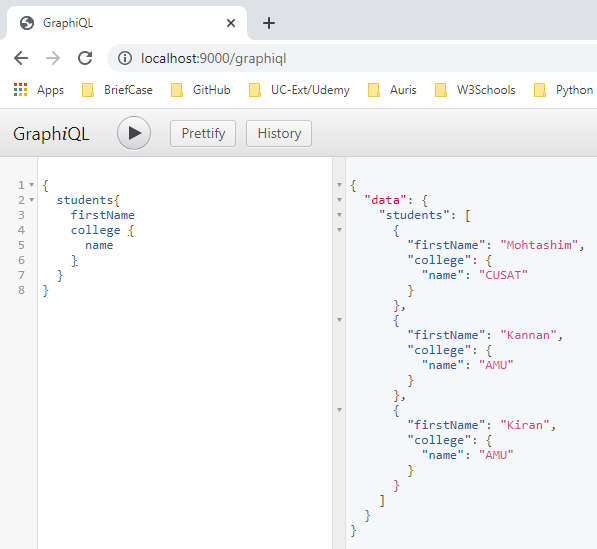 GraphiQL
localhost:9000/graphiql
Apps BriefCase GitHub UC-Ext/Udemy Auris W3Schools Python
GraphiQL Prettify History
1 {
2 students{
3 firstName
4 college {
5 name
6 }
7 }
8 }
{
"data": {
"students": [
{
"firstName": "Mohtashim",
"college": {
"name": "CUSAT"
}
},
{
"firstName": "Kannan",
"college": {
"name": "AMU"
}
},
{
"firstName": "Kiran",
"college": {
"name": "AMU"
}
}
]
}
}